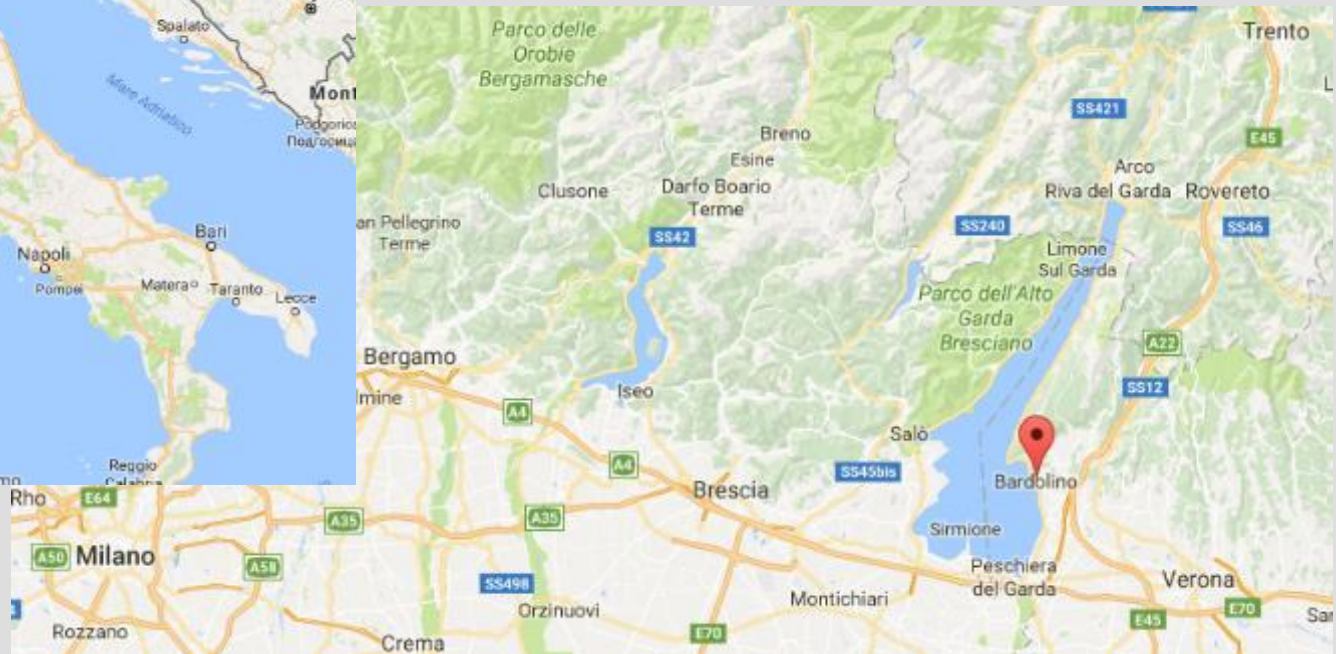 Spalato
Mare Adriatico
Mont
Podgorica
Подгорица
Bari
Napoli
Pompei
Matera
Taranto
Lecce
Reggio
Calabria
Parco delle
Orobie
Bergamasche
Trento
SS421
E45
Breno
Esine
Arco
Clusone
Darfo Boario
Terme
Riva del Garda
Rovereto
an Pellegrino
Terme
SS42
SS240
SS46
Limone
Sul Garda
Parco dell'Alto
Garda
Bresciano
A22
Bergamo
lmine
Iseo
SS12
A4
Salò
A4
SS45bis
Bardolino
Brescia
Rho
E64
A35
A35
Sirmione
A50
Milano
A58
SS498
Peschiera
del Garda
Verona
Orzinuovi
Montichiari
E45
E70
Rozzano
Crema
E70